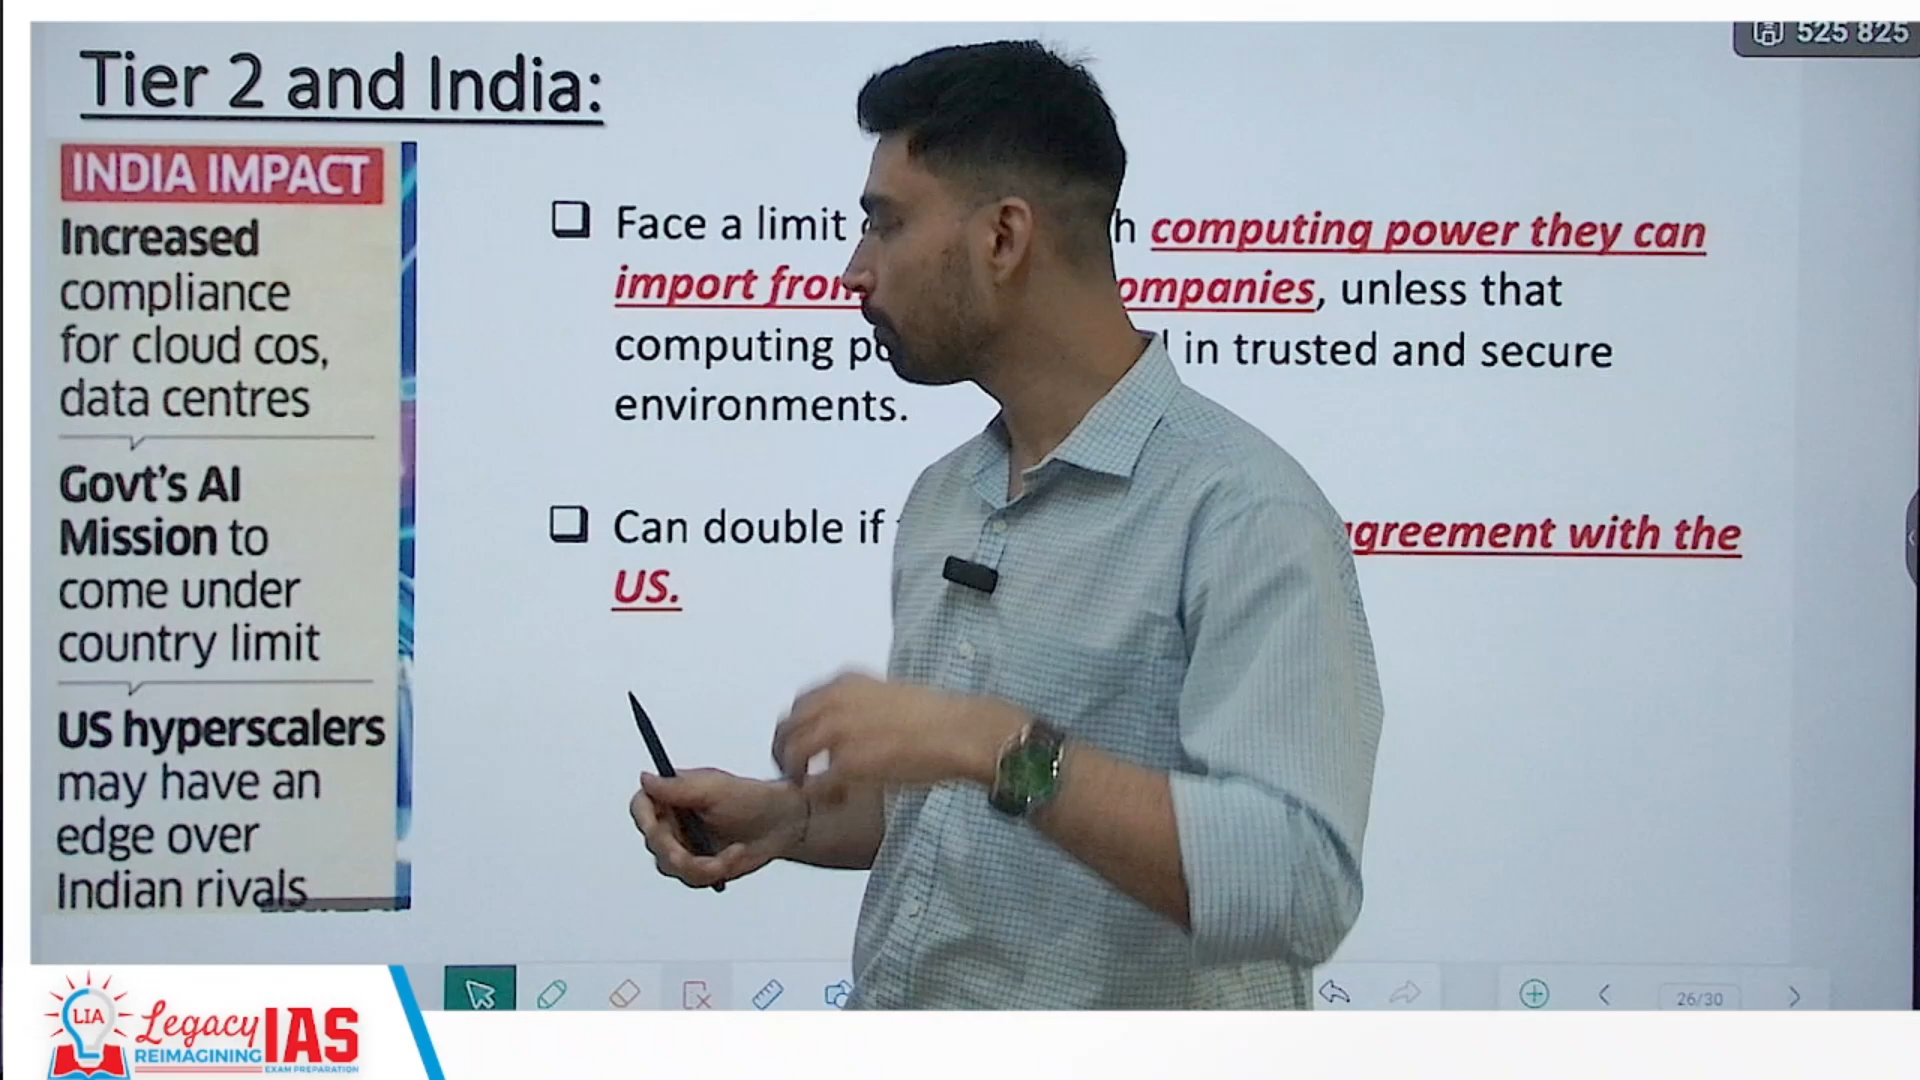 525 825
Tier 2 and India:
INDIA IMPACT
Increased
compliance
for cloud cos,
data centres
Govt's AI
Mission to
come under
country limit
US hyperscalers
may have an
edge over
Indian rivals
Face a limit computing power they can
import from companies, unless that
computing in trusted and secure
environments.
Can double if agreement with the
US.
26/30
LIA
Legacy IAS
REIMAGINING
EXAM PREPARATION